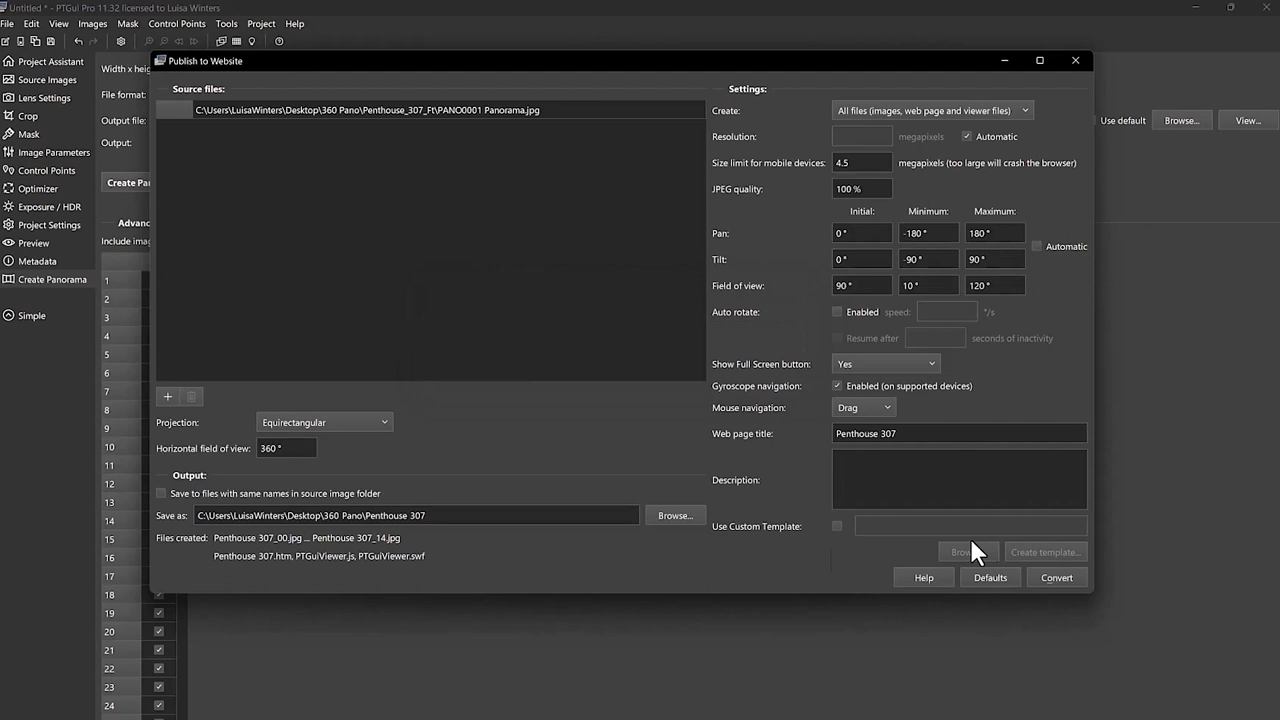 Untitled * - PTGui Pro 11.32 licensed to Luisa Winters
File Edit View Images Mask Control Points Tools Project Help
Project Assistant
Source Images
Lens Settings
Crop
Mask
Image Parameters
Control Points
Optimizer
Exposure / HDR
Project Settings
Preview
Metadata
Create Panorama
Simple
Width x heig
File format:
Output file:
Output:
Create Pan
Advan
Include imag
1
2
3
4
5
6
7
8
9
10
11
12
13
14
15
16
17
18
19
20
21
22
23
24
Use default Browse... View...
Publish to Website
Source files:
C:\Users\LuisaWinters\Desktop\360 Pano\Penthouse_307_Ft\PANO0001 Panorama.jpg
+
Projection: Equirectangular
Horizontal field of view: 360 °
Output:
Save to files with same names in source image folder
Save as: C:\Users\LuisaWinters\Desktop\360 Pano\Penthouse 307 Browse...
Files created: Penthouse 307_00.jpg ... Penthouse 307_14.jpg
Penthouse 307.htm, PTGuiViewer.js, PTGuiViewer.swf
Settings:
Create: All files (images, web page and viewer files)
Resolution: megapixels Automatic
Size limit for mobile devices: 4.5 megapixels (too large will crash the browser)
JPEG quality: 100 %
Initial: Minimum: Maximum:
Pan: 0 ° -180 ° 180 °
Automatic
Tilt: 0 ° -90 ° 90 °
Field of view: 90 ° 10 ° 120 °
Auto rotate: Enabled speed: °/s
Resume after seconds of inactivity
Show Full Screen button: Yes
Gyroscope navigation: Enabled (on supported devices)
Mouse navigation: Drag
Web page title: Penthouse 307
Description:
Use Custom Template:
Brow Create template...
Help Defaults Convert